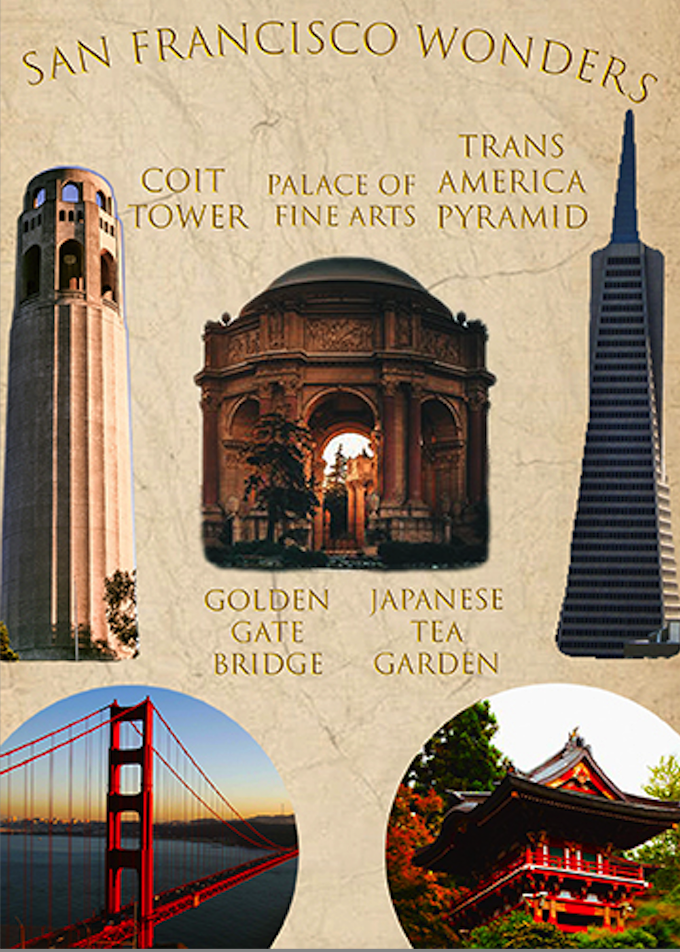 SAN FRANCISCO WONDERS
COIT
TOWER
PALACE OF
FINE ARTS
TRANS
AMERICA
PYRAMID
GOLDEN
GATE
BRIDGE
JAPANESE
TEA
GARDEN